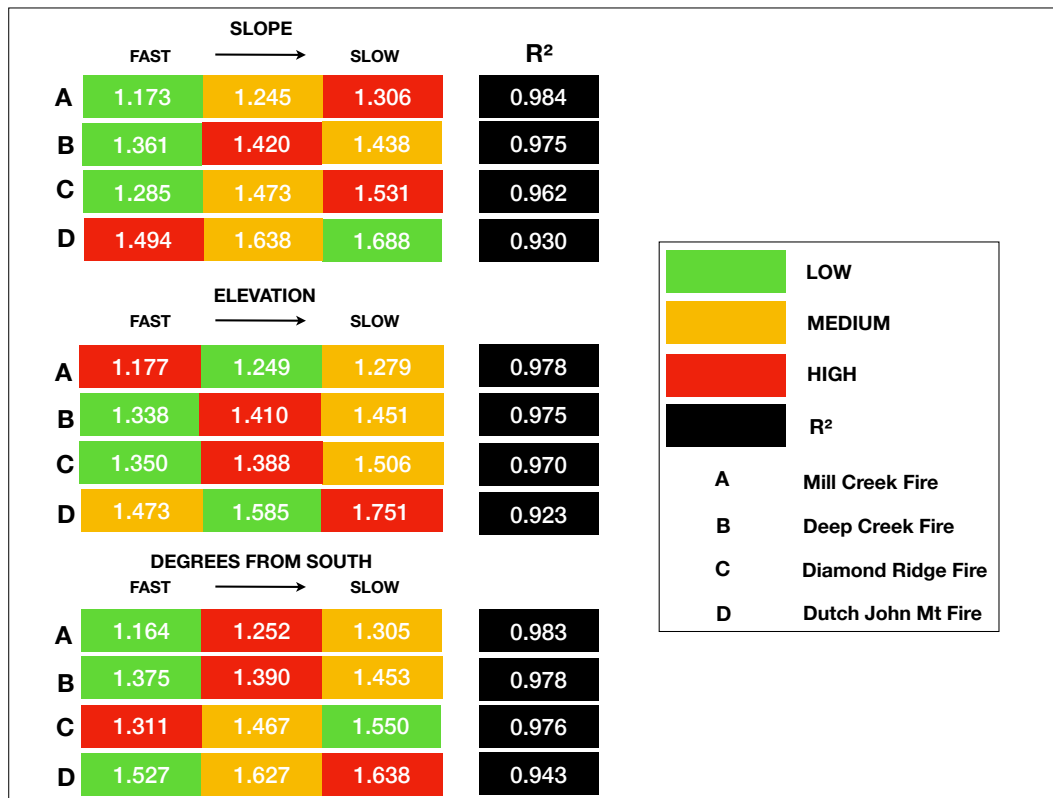 SLOPE
FAST SLOW R²
A 1.173 1.245 1.306 0.984
B 1.361 1.420 1.438 0.975
C 1.285 1.473 1.531 0.962
D 1.494 1.638 1.688 0.930
ELEVATION
FAST SLOW
A 1.177 1.249 1.279 0.978
B 1.338 1.410 1.451 0.975
C 1.350 1.388 1.506 0.970
D 1.473 1.585 1.751 0.923
DEGREES FROM SOUTH
FAST SLOW
A 1.164 1.252 1.305 0.983
B 1.375 1.390 1.453 0.978
C 1.311 1.467 1.550 0.976
D 1.527 1.627 1.638 0.943
LOW
MEDIUM
HIGH
R²
A Mill Creek Fire
B Deep Creek Fire
C Diamond Ridge Fire
D Dutch John Mt Fire